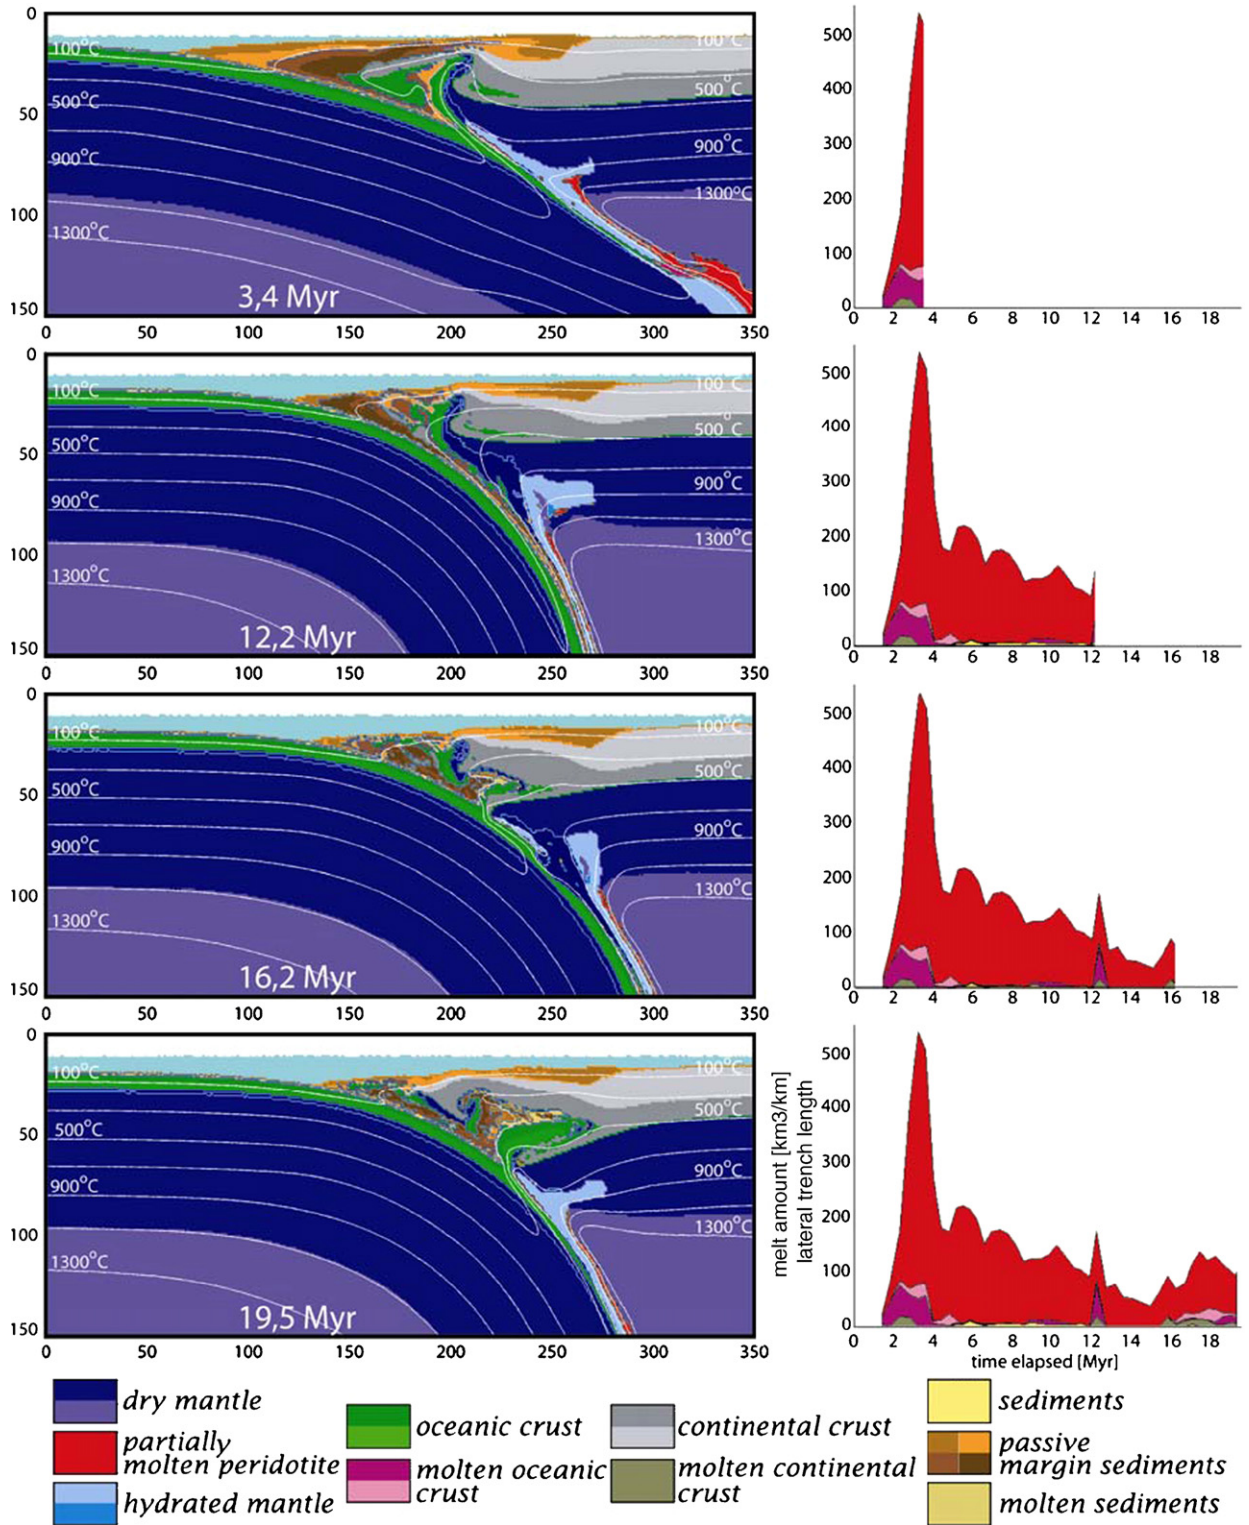 0
50
100
150
100°C
500°C
900°C
1300°C
100°C
500°C
900°C
1300°C
3,4 Myr
0 50 100 150 200 250 300 350
500
400
300
200
100
0
0 2 4 6 8 10 12 14 16 18
0
50
100
150
100°C
500°C
900°C
1300°C
100°C
500°C
900°C
1300°C
12,2 Myr
0 50 100 150 200 250 300 350
500
400
300
200
100
0
0 2 4 6 8 10 12 14 16 18
0
50
100
150
100°C
500°C
900°C
1300°C
100°C
500°C
900°C
1300°C
16,2 Myr
0 50 100 150 200 250 300 350
500
400
300
200
100
0
0 2 4 6 8 10 12 14 16 18
0
50
100
150
100°C
500°C
900°C
1300°C
100°C
500°C
900°C
1300°C
19,5 Myr
0 50 100 150 200 250 300 350
melt amount [km3/km]
lateral trench length
500
400
300
200
100
0
0 2 4 6 8 10 12 14 16 18
time elapsed [Myr]
dry mantle
partially
molten peridotite
hydrated mantle
oceanic crust
molten oceanic
crust
continental crust
molten continental
crust
sediments
passive
margin sediments
molten sediments